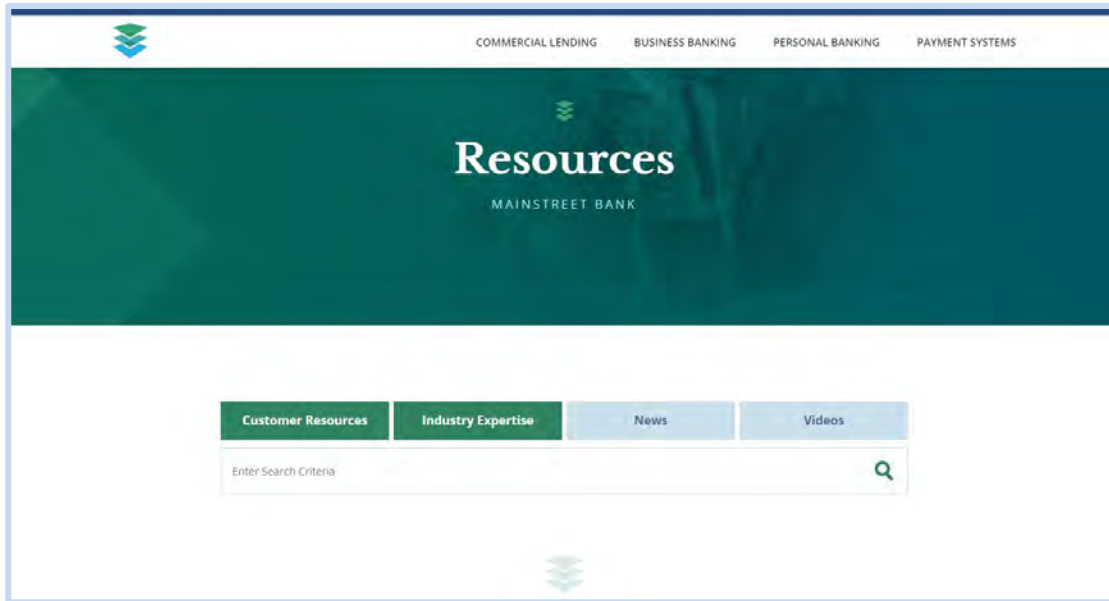 COMMERCIAL LENDING BUSINESS BANKING PERSONAL BANKING PAYMENT SYSTEMS
Resources
MAINSTREET BANK
Customer Resources Industry Expertise News Videos
Enter Search Criteria